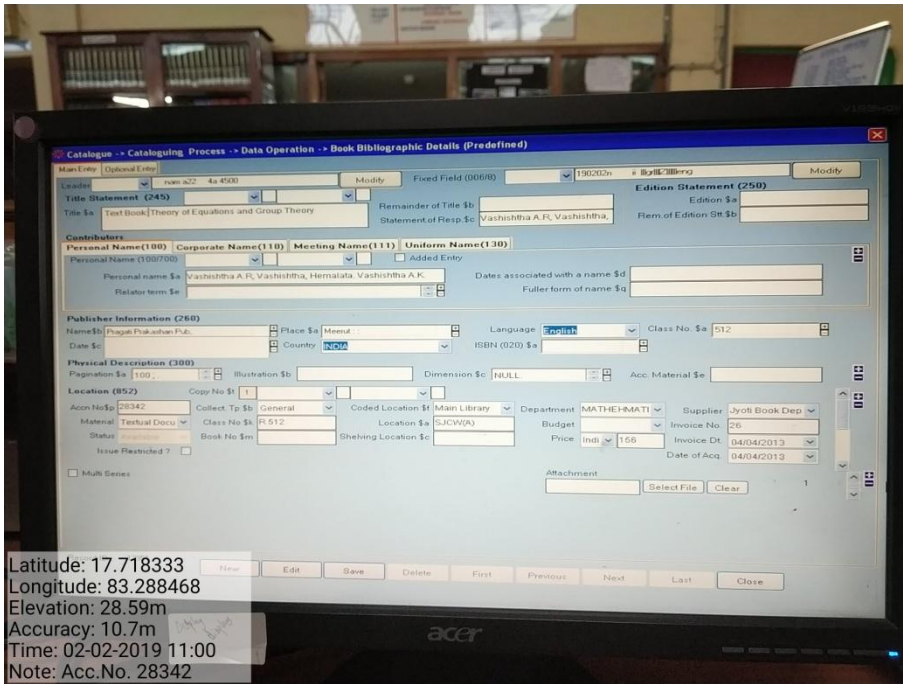 Catalogue -> Cataloguing Process -> Data Operation -> Book Bibliographic Details (Predefined)
Main Entry Optional Entry
Leader nam a22 4a 4500 Modify Fixed Field (006/8) 190202n Modify
Title Statement (245) Edition Statement (250)
Title $a Text Book|Theory of Equations and Group Theory Remainder of Title $b Edition $a
Statement of Resp.$c Vashishtha A.R, Vashishtha, Rem.of Edition Stt.$b
Contributors
Personal Name(100) Corporate Name(110) Meeting Name(111) Uniform Name(130)
Personal Name (100/700) Added Entry
Personal name $a Vashishtha A.R, Vashishtha, Hemalata. Vashishtha A.K. Dates associated with a name $d
Relator term $e Fuller form of name $q
Publisher Information (260)
Name$b Pragati Prakashan Pub, Place $a Meerut : : Language English Class No. $a 512
Date $c Country INDIA ISBN (020) $a
Physical Description (300)
Pagination $a 100, . Illustration $b Dimension $c NULL. Acc. Material $e
Location (852) Copy No $t 1
Accn No$p 28342 Collect. Tp $b General Coded Location $t Main Library Department MATHEHMATI Supplier Jyoti Book Dep
Material Textual Docu Class No $k R 512 Location $a SJCW(A) Budget Invoice No. 26
Status Available Book No $m Shelving Location $c Price Indi 166 Invoice Dt. 04/04/2013
Issue Restricted ? Date of Acq. 04/04/2013
Multi Series Attachment
Select File Clear 1
New Edit Save Delete First Previous Next Last Close
acer
Latitude: 17.718333
Longitude: 83.288468
Elevation: 28.59m
Accuracy: 10.7m
Time: 02-02-2019 11:00
Note: Acc.No. 28342